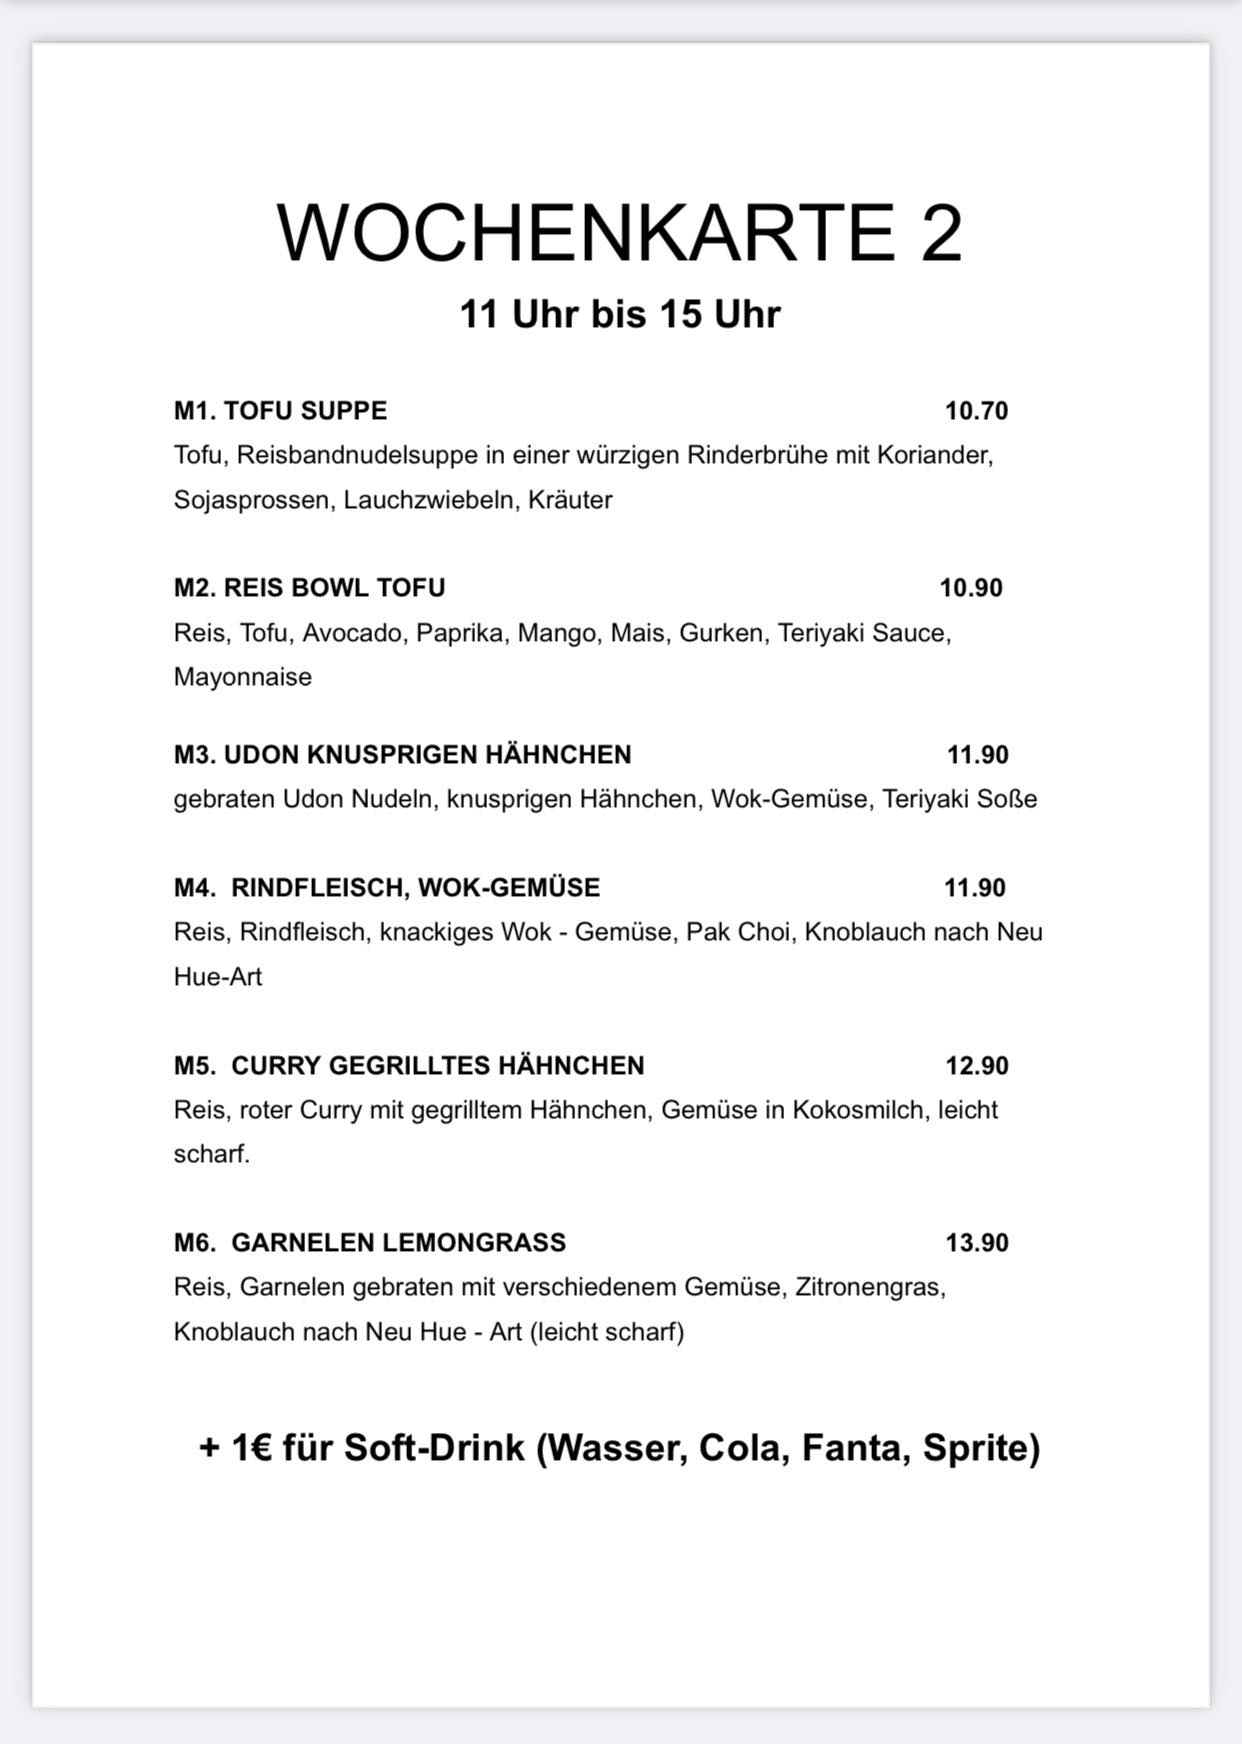 WOCHENKARTE 2
11 Uhr bis 15 Uhr
M1. TOFU SUPPE 10.70
Tofu, Reisbandnudelsuppe in einer würzigen Rinderbrühe mit Koriander,
Sojasprossen, Lauchzwiebeln, Kräuter
M2. REIS BOWL TOFU 10.90
Reis, Tofu, Avocado, Paprika, Mango, Mais, Gurken, Teriyaki Sauce,
Mayonnaise
M3. UDON KNUSPRIGEN HÄHNCHEN 11.90
gebraten Udon Nudeln, knusprigen Hähnchen, Wok-Gemüse, Teriyaki Soße
M4. RINDFLEISCH, WOK-GEMÜSE 11.90
Reis, Rindfleisch, knackiges Wok - Gemüse, Pak Choi, Knoblauch nach Neu
Hue-Art
M5. CURRY GEGRILLTES HÄHNCHEN 12.90
Reis, roter Curry mit gegrilltem Hähnchen, Gemüse in Kokosmilch, leicht
scharf.
M6. GARNELEN LEMONGRASS 13.90
Reis, Garnelen gebraten mit verschiedenem Gemüse, Zitronengras,
Knoblauch nach Neu Hue - Art (leicht scharf)
+ 1€ für Soft-Drink (Wasser, Cola, Fanta, Sprite)